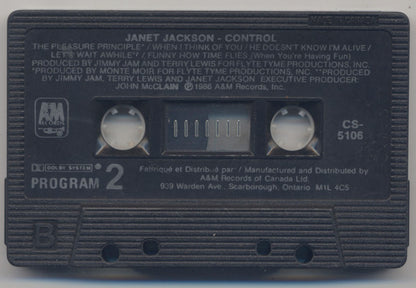 MADE IN CANADA
JANET JACKSON - CONTROL
THE PLEASURE PRINCIPLE* / WHEN I THINK OF YOU / HE DOESN'T KNOW I'M ALIVE /
LET'S WAIT AWHILE** / FUNNY HOW TIME FLIES (When You're Having Fun)
PRODUCED BY JIMMY JAM AND TERRY LEWIS FOR FLYTE TYME PRODUCTIONS, INC.
*PRODUCED BY MONTE MOIR FOR FLYTE TYME PRODUCTIONS, INC. **PRODUCED
BY JIMMY JAM, TERRY LEWIS AND JANET JACKSON EXECUTIVE PRODUCER:
JOHN McCLAIN ℗1986 A&M Records, Inc.
A&M
RECORDS
CS-
5106
DOLBY SYSTEM
PROGRAM 2
Fabriqué et Distribué par / Manufactured and Distributed by
A&M Records of Canada Ltd.
939 Warden Ave., Scarborough, Ontario M1L 4C5
B